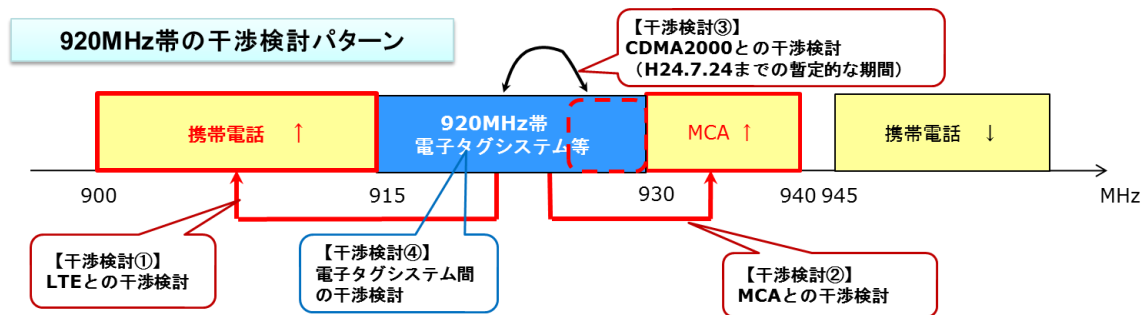 920MHz帯の干渉検討パターン
【干渉検討③】
CDMA2000との干渉検討
（H24.7.24までの暫定的な期間）
携帯電話 ↑
920MHz帯
電子タグシステム等
MCA ↑
携帯電話 ↓
900
915
930
940
945
MHz
【干渉検討①】
LTEとの干渉検討
【干渉検討④】
電子タグシステム間
の干渉検討
【干渉検討②】
MCAとの干渉検討